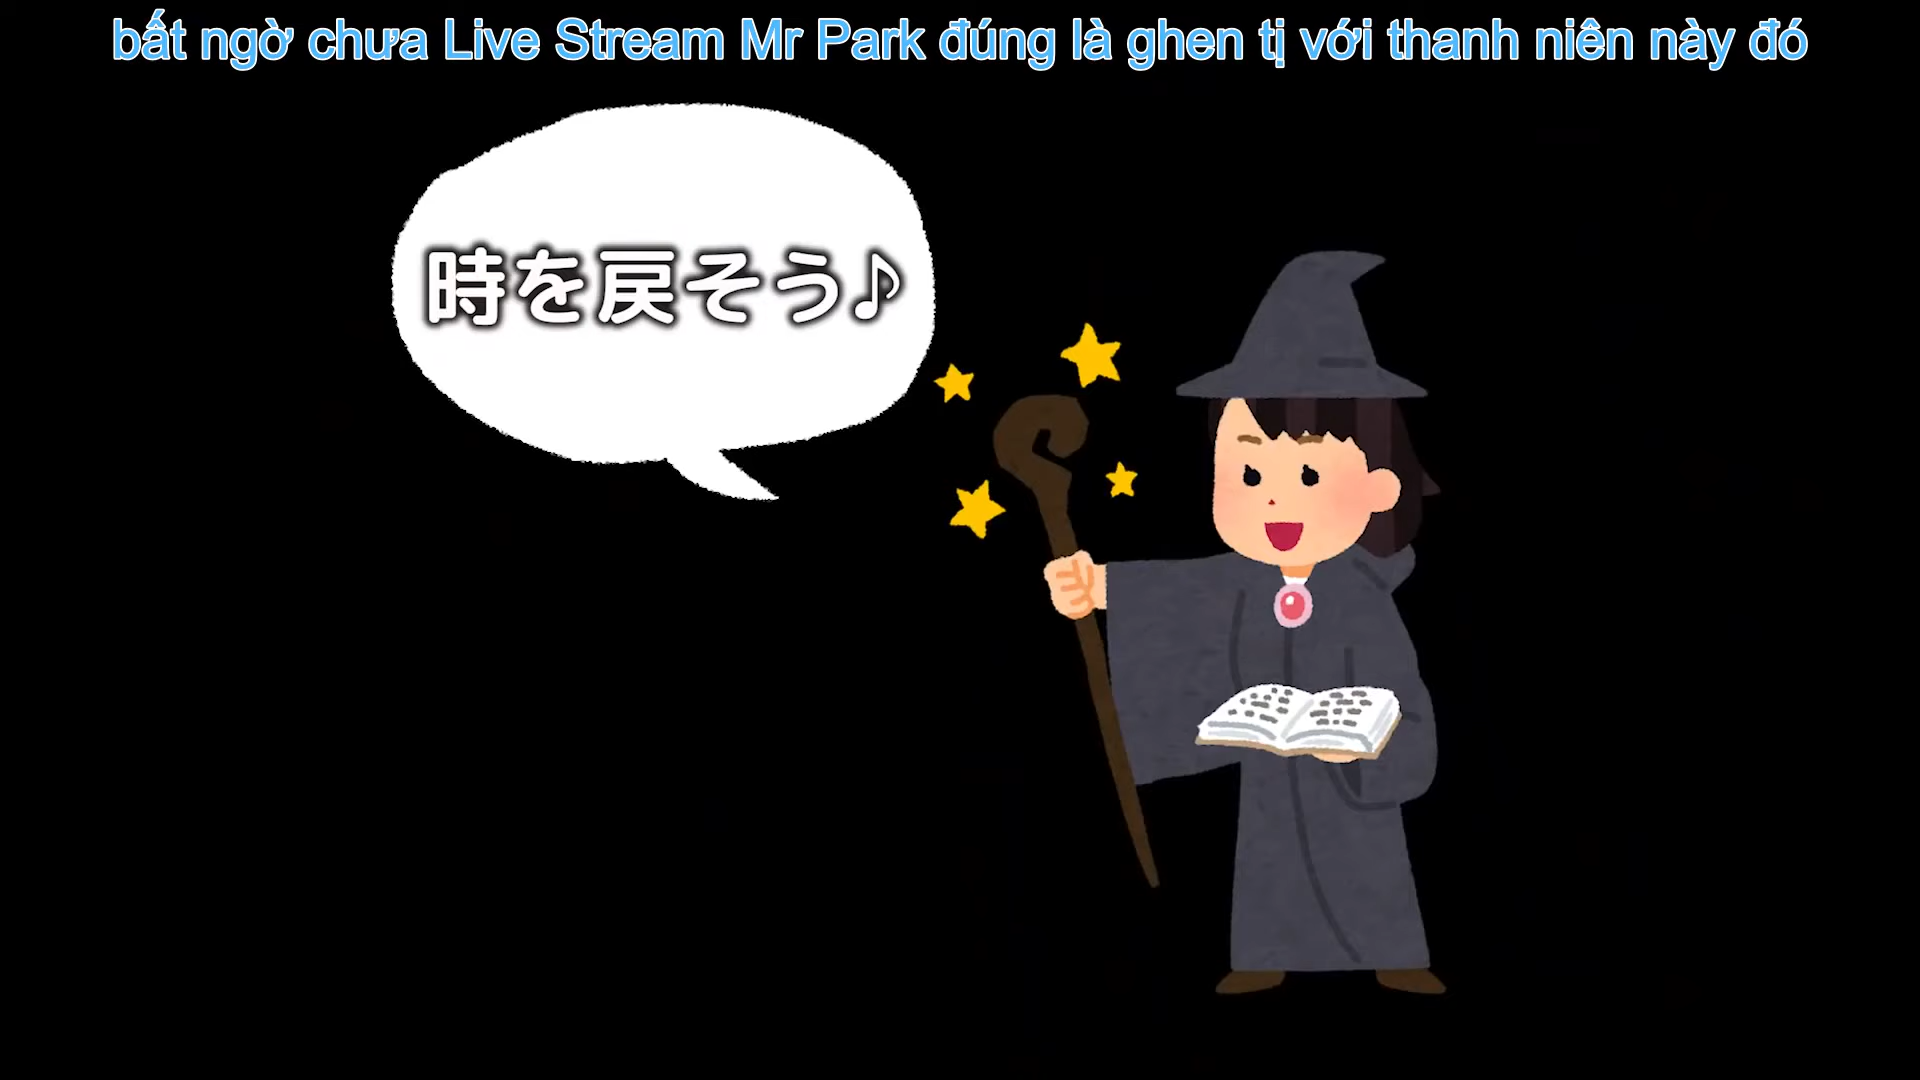 bất ngờ chưa Live Stream Mr Park đúng là ghen tị với thanh niên này đó
時を戻そう♪